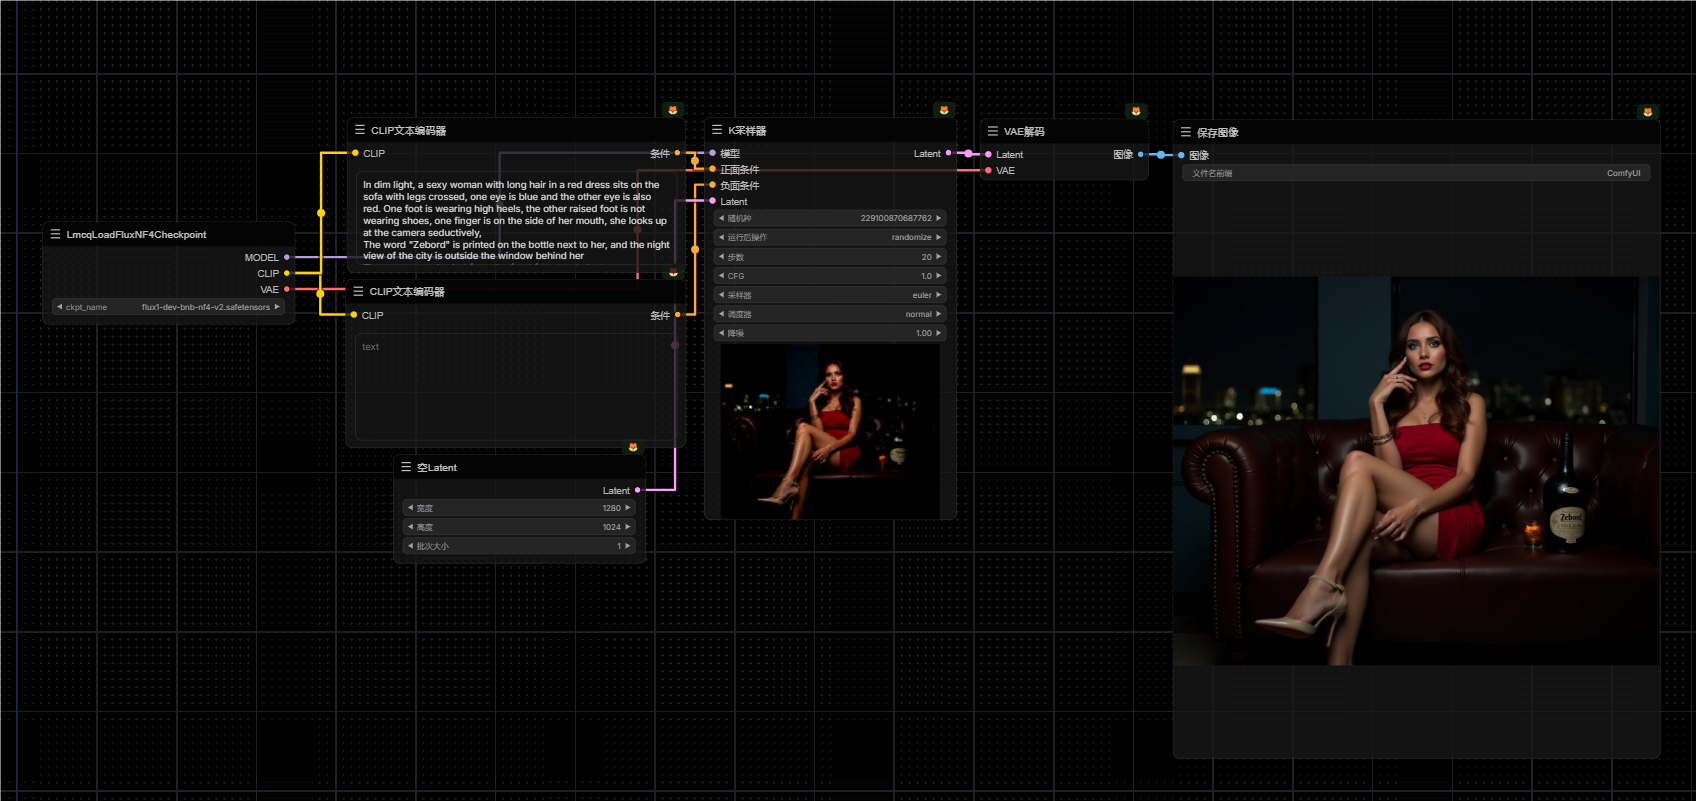 LmcqLoadFluxNF4Checkpoint
MODEL
CLIP
VAE
ckpt_name flux1-dev-bnb-nf4-v2.safetensors
CLIP文本编码器
CLIP 条件
In dim light, a sexy woman with long hair in a red dress sits on the
sofa with legs crossed, one eye is blue and the other eye is also
red. One foot is wearing high heels, the other raised foot is not
wearing shoes, one finger is on the side of her mouth, she looks up
at the camera seductively,
The word "Zebord" is printed on the bottle next to her, and the night
view of the city is outside the window behind her
CLIP文本编码器
CLIP 条件
text
空Latent
Latent
宽度 1280
高度 1024
批次大小 1
K采样器
模型 Latent
正面条件
负面条件
Latent
随机种 229100870687762
运行后操作 randomize
步数 20
CFG 1.0
采样器 euler
调度器 normal
降噪 1.00
VAE解码
Latent 图像
VAE
保存图像
图像
文件名前缀 ComfyUI
Zebord